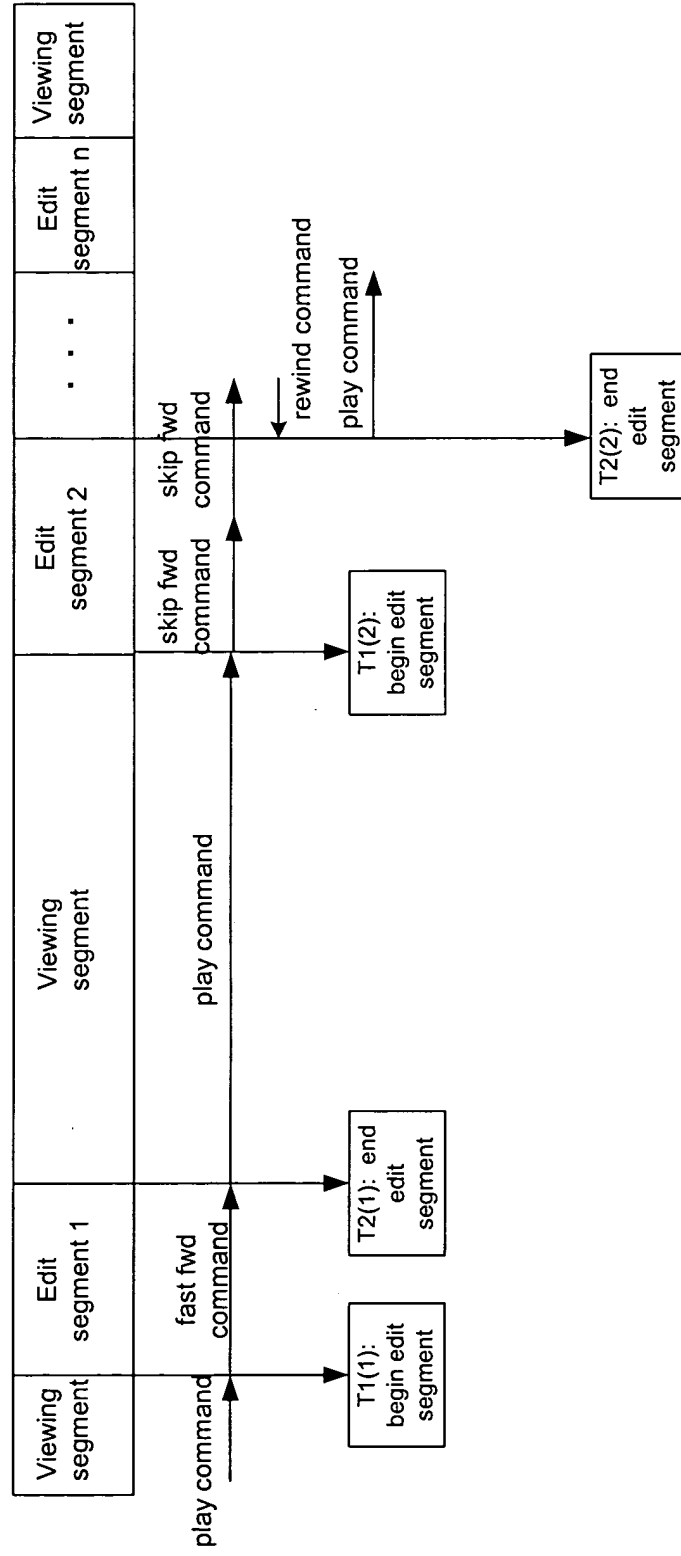 Viewing
segment
Edit
segment 1
Viewing
segment
Edit
segment 2
. . .
Edit
segment n
Viewing
segment
play command
fast fwd
command
play command
skip fwd
command
skip fwd
command
rewind command
play command
T1(1):
begin edit
segment
T2(1): end
edit
segment
T1(2):
begin edit
segment
T2(2): end
edit
segment